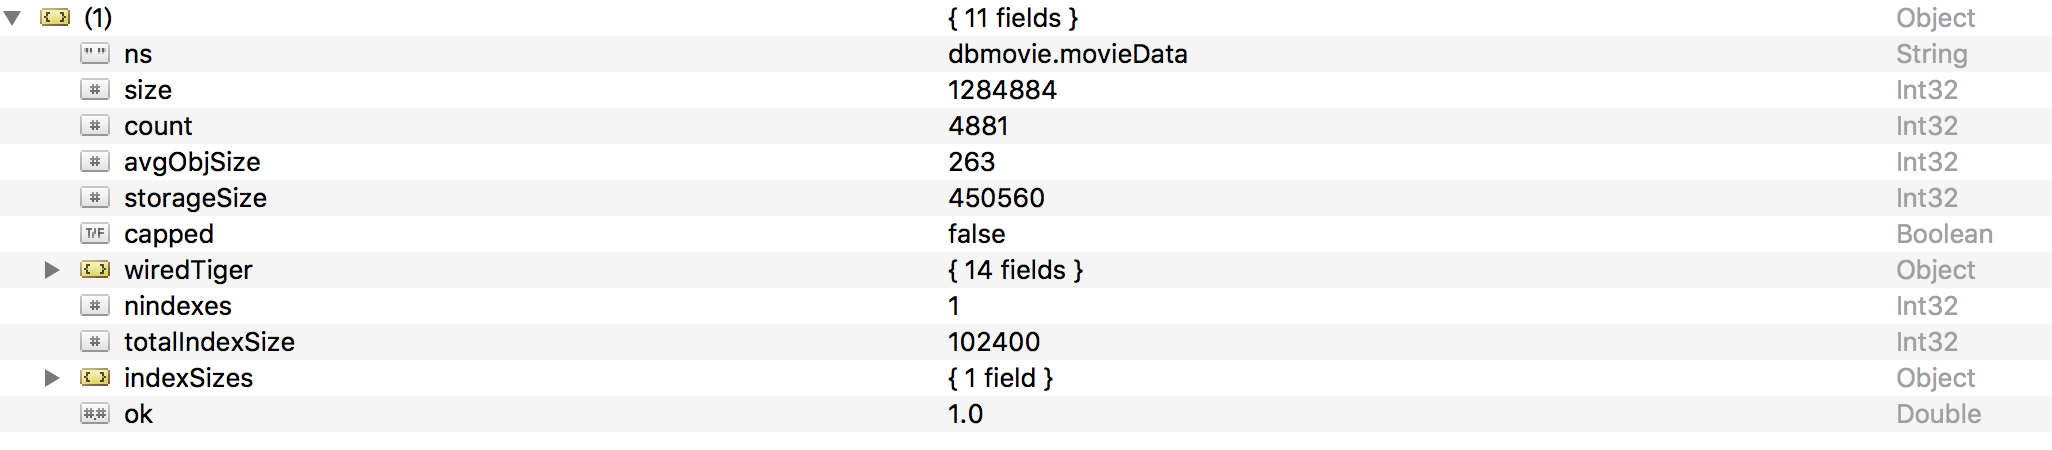 (1) { 11 fields } Object
" " ns dbmovie.movieData String
# size 1284884 Int32
# count 4881 Int32
# avgObjSize 263 Int32
# storageSize 450560 Int32
T/F capped false Boolean
{ } wiredTiger { 14 fields } Object
# nindexes 1 Int32
# totalIndexSize 102400 Int32
{ } indexSizes { 1 field } Object
#.# ok 1.0 Double